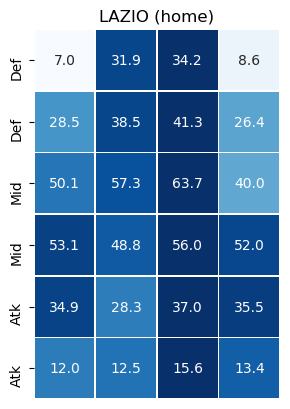 LAZIO (home)
Def 7.0 31.9 34.2 8.6
Def 28.5 38.5 41.3 26.4
Mid 50.1 57.3 63.7 40.0
Mid 53.1 48.8 56.0 52.0
Atk 34.9 28.3 37.0 35.5
Atk 12.0 12.5 15.6 13.4